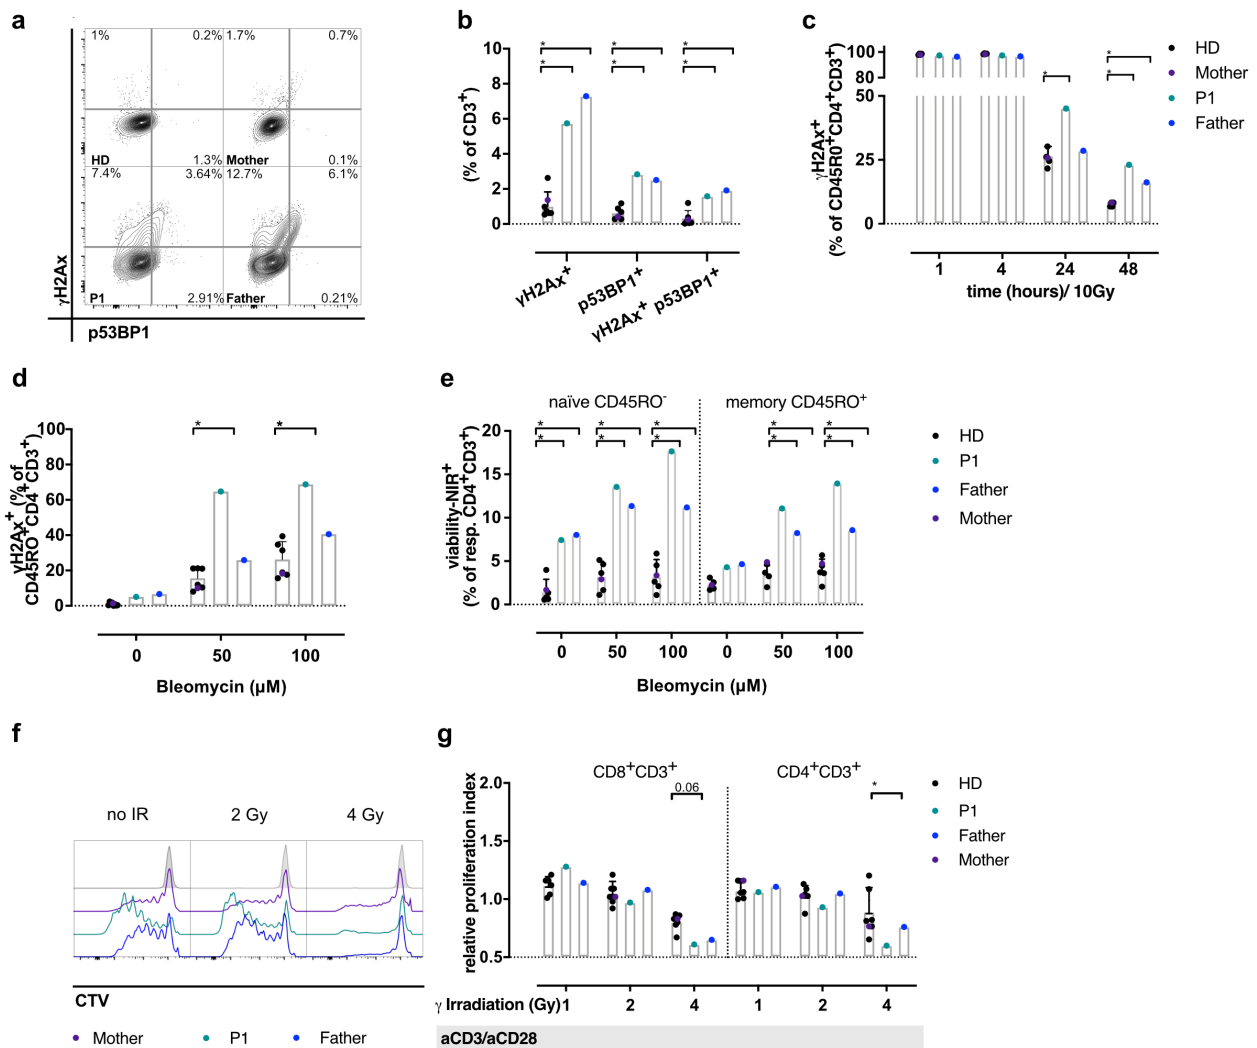 a
1%
0.2%
1.7%
0.7%
HD
1.3%
Mother
0.1%
7.4%
3.64%
12.7%
6.1%
P1
2.91%
Father
0.21%
γH2Ax
p53BP1
b
(% of CD3⁺)
10
8
6
4
2
0
* * *
* * *
γH2Ax⁺
p53BP1⁺
γH2Ax⁺ p53BP1⁺
c
γH2Ax⁺
(% of CD45R0⁺CD4⁺CD3⁺)
100
80
50
25
0
* *
*
1 4 24 48
time (hours)/ 10Gy
HD
Mother
P1
Father
d
γH2Ax⁺ (% of
CD45RO⁺CD4⁺CD3⁺)
100
80
60
40
20
0
* *
0 50 100
Bleomycin (µM)
e
naïve CD45RO⁻
memory CD45RO⁺
viability-NIR⁺
(% of resp. CD4⁺CD3⁺)
20
15
10
5
0
* * * * *
* * * * *
0 50 100 0 50 100
Bleomycin (µM)
HD
P1
Father
Mother
f
no IR
2 Gy
4 Gy
CTV
Mother
P1
Father
g
CD8⁺CD3⁺
CD4⁺CD3⁺
relative proliferation index
2.0
1.5
1.0
0.5
0.06
*
γ Irradiation (Gy) 1 2 4 1 2 4
aCD3/aCD28
HD
P1
Father
Mother